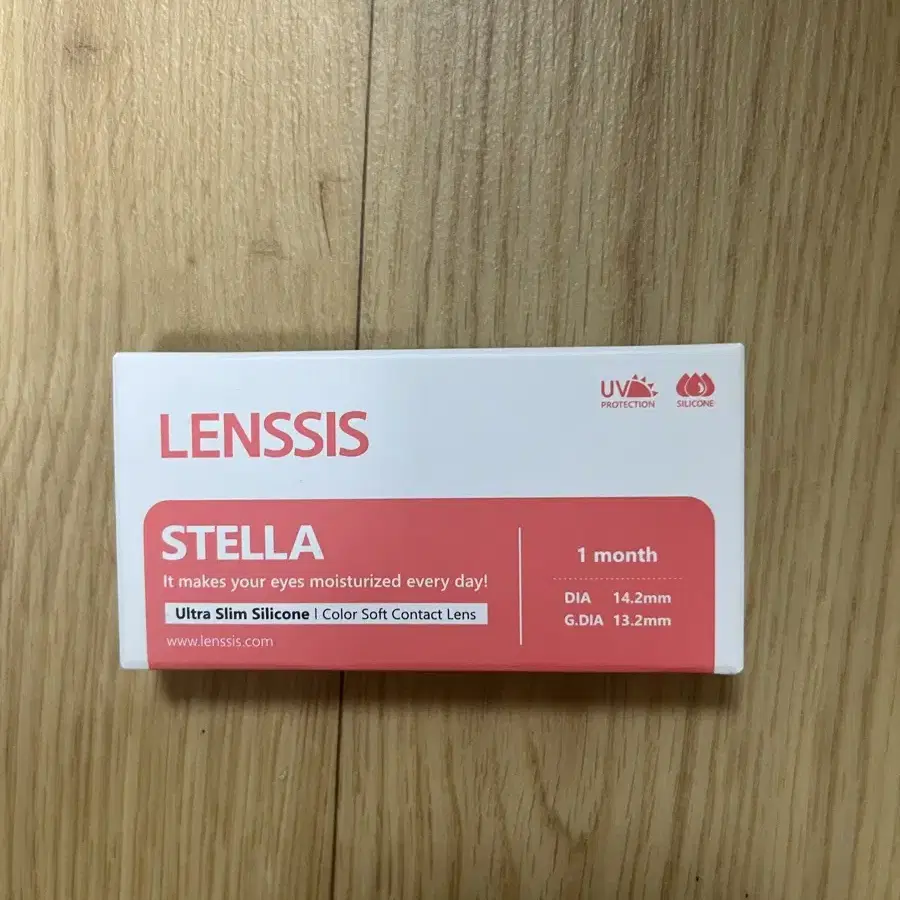 LENSSIS
UV
PROTECTION
SILICONE
STELLA
It makes your eyes moisturized every day!
Ultra Slim Silicone | Color Soft Contact Lens
www.lenssis.com
1 month
DIA 14.2mm
G.DIA 13.2mm